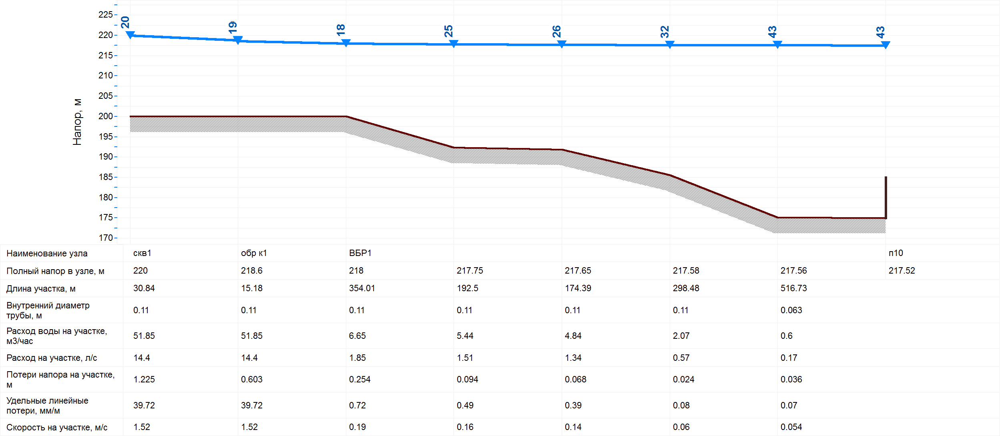 225
220
215
210
205
200
195
190
185
180
175
170
Напор, м
20
19
18
25
26
32
43
43
Наименование узла скв1 обр к1 ВБР1 п10
Полный напор в узле, м 220 218.6 218 217.75 217.65 217.58 217.56 217.52
Длина участка, м 30.84 15.18 354.01 192.5 174.39 298.48 516.73
Внутренний диаметр
трубы, м 0.11 0.11 0.11 0.11 0.11 0.11 0.063
Расход воды на участке,
м3/час 51.85 51.85 6.65 5.44 4.84 2.07 0.6
Расход на участке, л/с 14.4 14.4 1.85 1.51 1.34 0.57 0.17
Потери напора на участке,
м 1.225 0.603 0.254 0.094 0.068 0.024 0.036
Удельные линейные
потери, мм/м 39.72 39.72 0.72 0.49 0.39 0.08 0.07
Скорость на участке, м/с 1.52 1.52 0.19 0.16 0.14 0.06 0.054